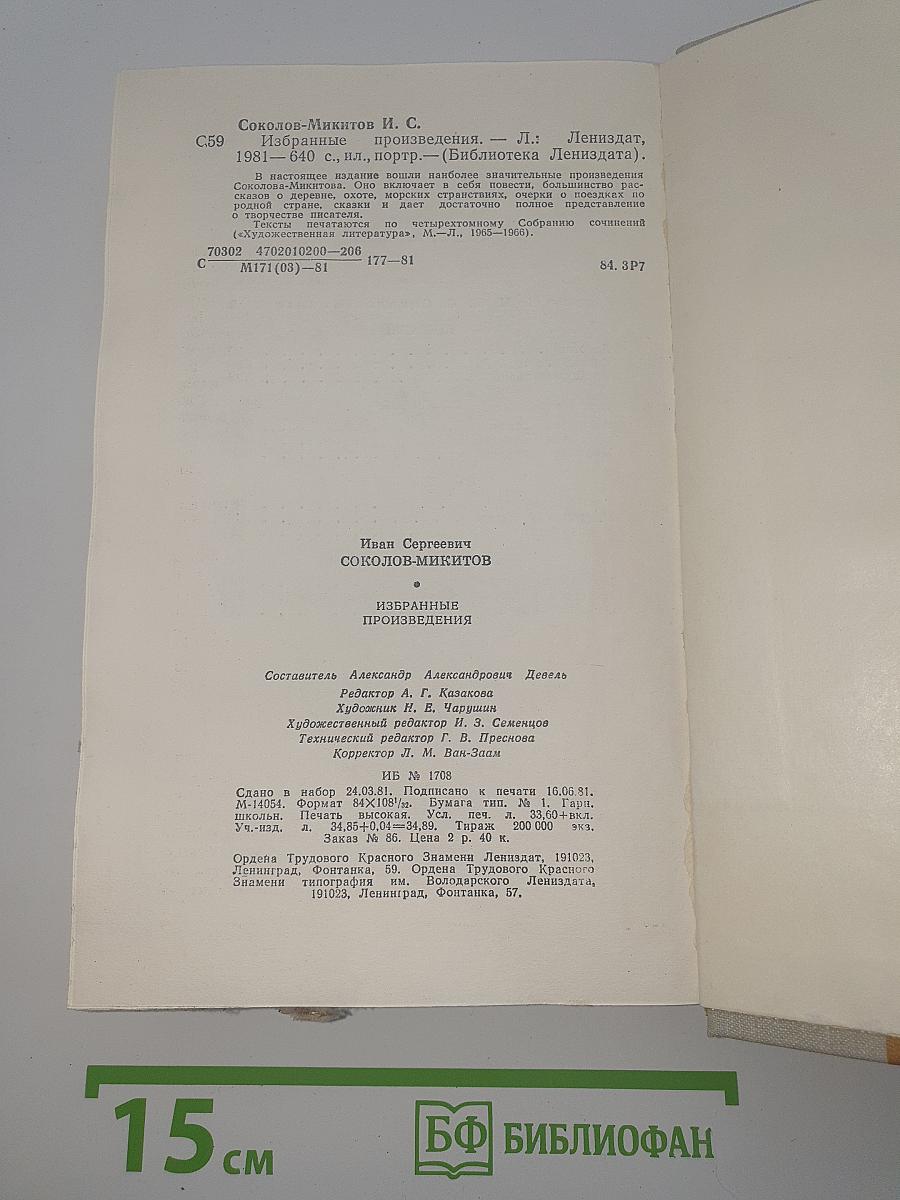 Соколов-Микитов И. С.
С59 Избранные произведения. — Л.: Лениздат,
1981— 640 с., ил., портр.— (Библиотека Лениздата).
В настоящее издание вошли наиболее значительные произведения
Соколова-Микитова. Оно включает в себя повести, большинство рас-
сказов о деревне, охоте, морских странствиях, очерки о поездках по
родной стране, сказки и дает достаточно полное представление
о творчестве писателя.
Тексты печатаются по четырехтомному Собранию сочинений
(«Художественная литература», М.—Л., 1965—1966).
70302 4702010200—206
С 177—81
М171(03)—81
84. 3Р7
Иван Сергеевич
СОКОЛОВ-МИКИТОВ
ИЗБРАННЫЕ
ПРОИЗВЕДЕНИЯ
Составитель Александр Александрович Девель
Редактор А. Г. Казакова
Художник Н. Е. Чарушин
Художественный редактор И. З. Семенцов
Технический редактор Г. В. Преснова
Корректор Л. М. Ван-Заам
ИБ № 1708
Сдано в набор 24.03.81. Подписано к печати 16.06.81.
М-14054. Формат 84×108¹/₃₂. Бумага тип. № 1. Гарн.
школьн. Печать высокая. Усл. печ. л. 33,60+вкл.
Уч.-изд. л. 34,85+0,04=34,89. Тираж 200 000 экз.
Заказ № 86. Цена 2 р. 40 к.
Ордена Трудового Красного Знамени Лениздат, 191023,
Ленинград, Фонтанка, 59. Ордена Трудового Красного
Знамени типография им. Володарского Лениздата,
191023, Ленинград, Фонтанка, 57.
15 см
БФ БИБЛИОФАН